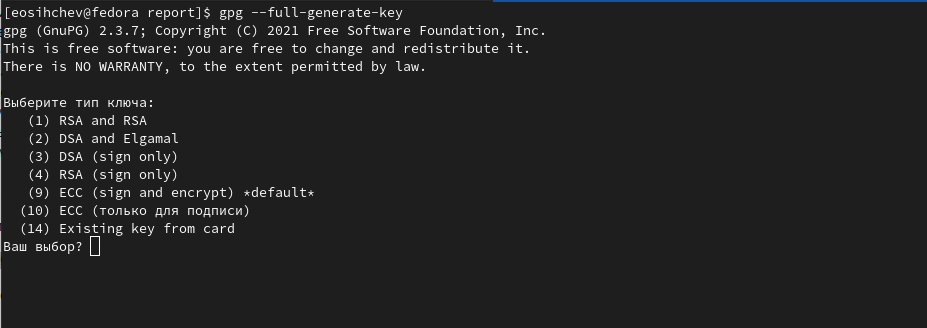 [eosihchev@fedora report]$ gpg --full-generate-key
gpg (GnuPG) 2.3.7; Copyright (C) 2021 Free Software Foundation, Inc.
This is free software: you are free to change and redistribute it.
There is NO WARRANTY, to the extent permitted by law.

Выберите тип ключа:
   (1) RSA and RSA
   (2) DSA and Elgamal
   (3) DSA (sign only)
   (4) RSA (sign only)
   (9) ECC (sign and encrypt) *default*
  (10) ECC (только для подписи)
  (14) Existing key from card
Ваш выбор?